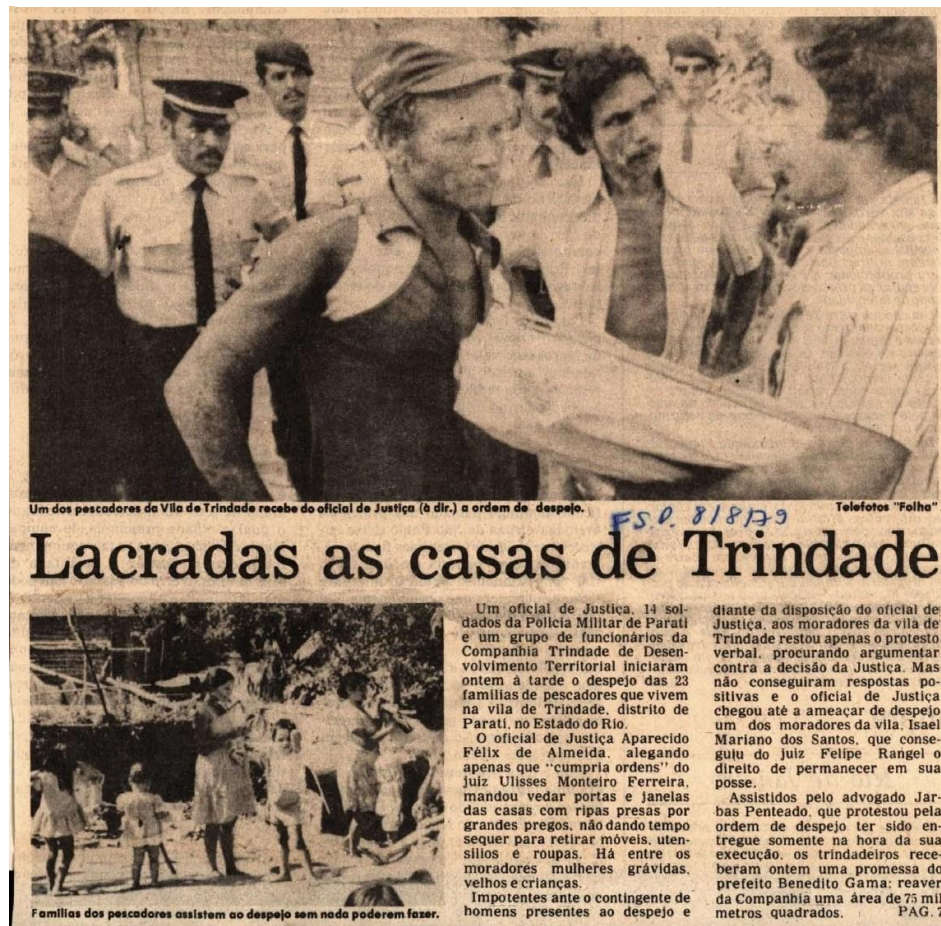 Um dos pescadores da Vila de Trindade recebe do oficial de Justiça (à dir.) a ordem de despejo.
Telefotos "Folha"
F.S.P. 8/8/79
Lacradas as casas de Trindade
Um oficial de Justiça, 14 sol-
dados da Policia Militar de Parati
e um grupo de funcionários da
Companhia Trindade de Desen-
volvimento Territorial iniciaram
ontem à tarde o despejo das 23
familias de pescadores que vivem
na vila de Trindade, distrito de
Parati, no Estado do Rio.
O oficial de Justiça Aparecido
Félix de Almeida, alegando
apenas que "cumpria ordens" do
juiz Ulisses Monteiro Ferreira,
mandou vedar portas e janelas
das casas com ripas presas por
grandes pregos, não dando tempo
sequer para retirar móveis, uten-
silios e roupas. Há entre os
moradores mulheres grávidas,
velhos e crianças.
Impotentes ante o contingente de
homens presentes ao despejo e
diante da disposição do oficial de
Justiça, aos moradores da vila de
Trindade restou apenas o protesto
verbal, procurando argumentar
contra a decisão da Justiça. Mas
não conseguiram respostas po-
sitivas e o oficial de Justiça
chegou até a ameaçar de despejo
um dos moradores da vila, Isael
Mariano dos Santos, que conse-
guiu do juiz Felipe Rangel o
direito de permanecer em sua
posse.
Assistidos pelo advogado Jar-
bas Penteado, que protestou pela
ordem de despejo ter sido en-
tregue somente na hora da sua
execução, os trindadeiros rece-
beram ontem uma promessa do
prefeito Benedito Gama: reaver
da Companhia uma área de 75 mil
metros quadrados. PAG. 7
Familias dos pescadores assistem ao despejo sem nada poderem fazer.